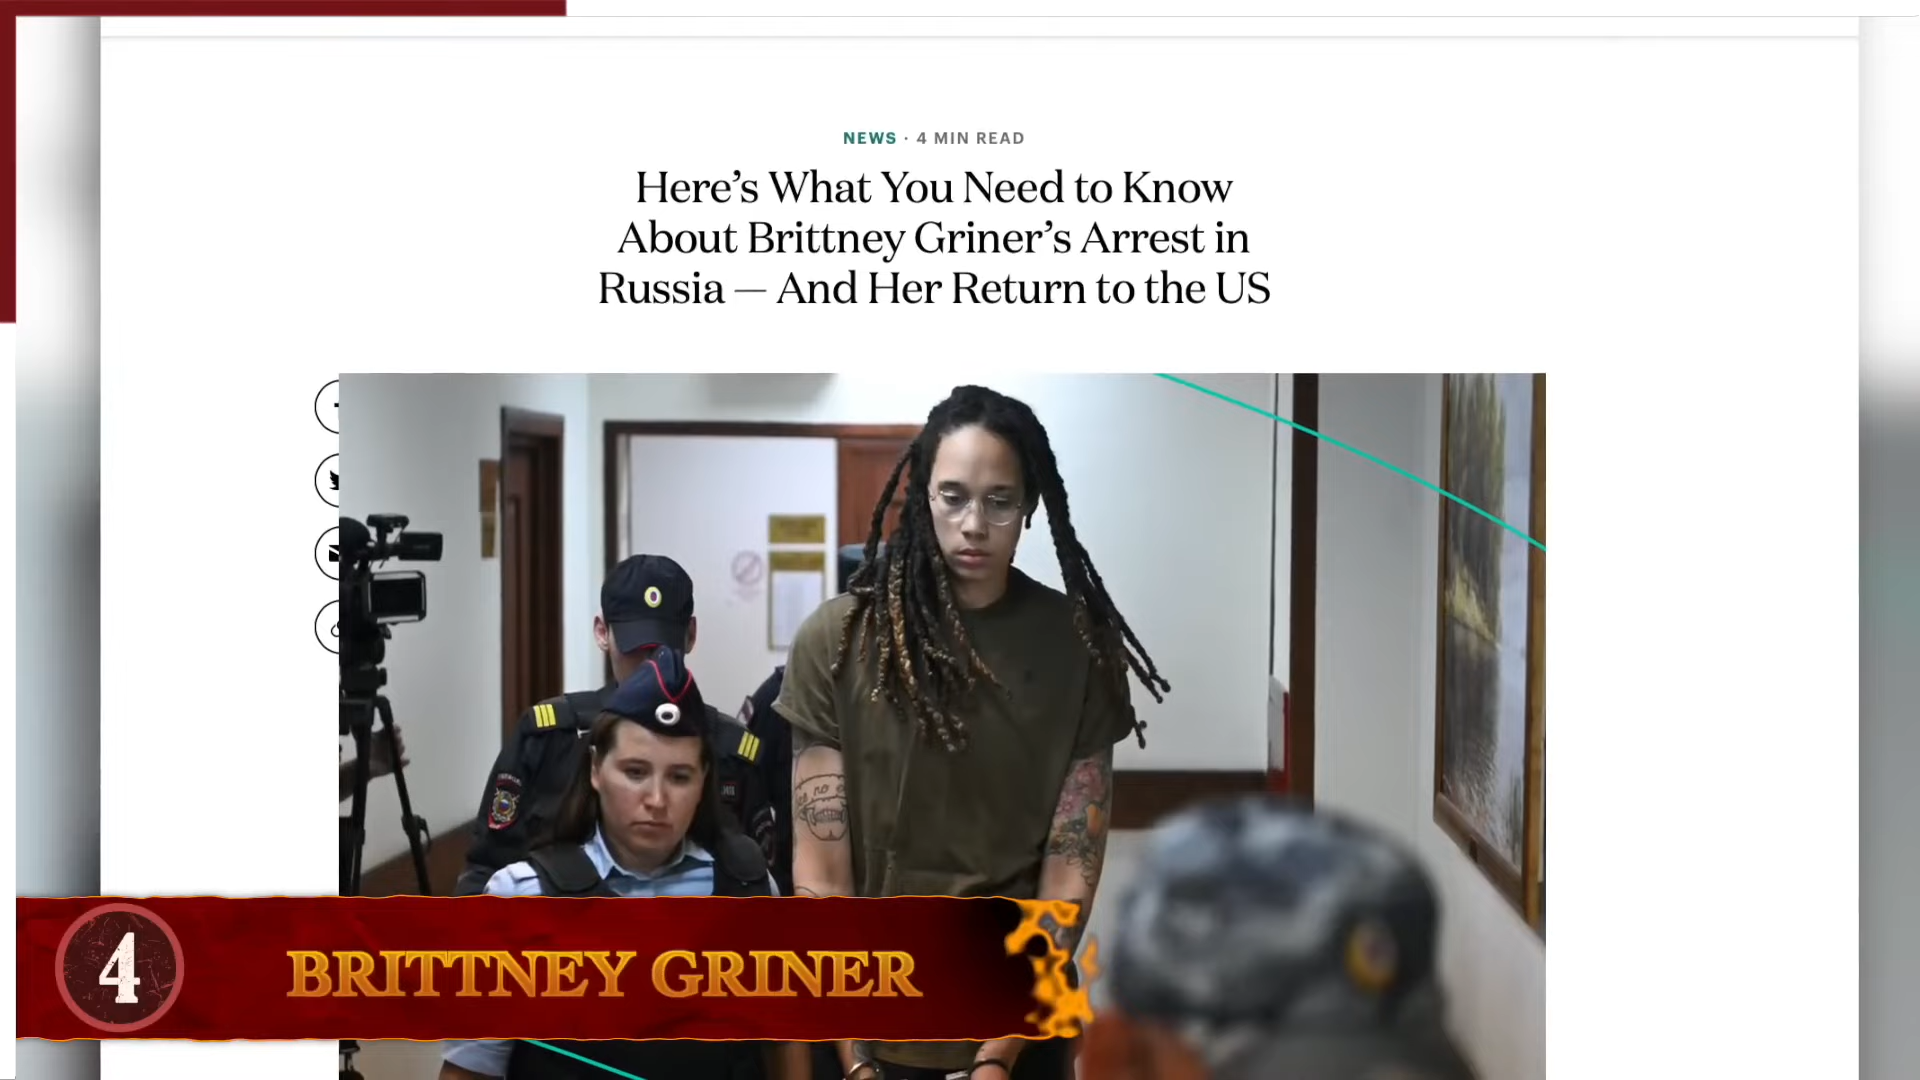 NEWS · 4 MIN READ
Here’s What You Need to Know
About Brittney Griner’s Arrest in
Russia — And Her Return to the US
4
BRITTNEY GRINER